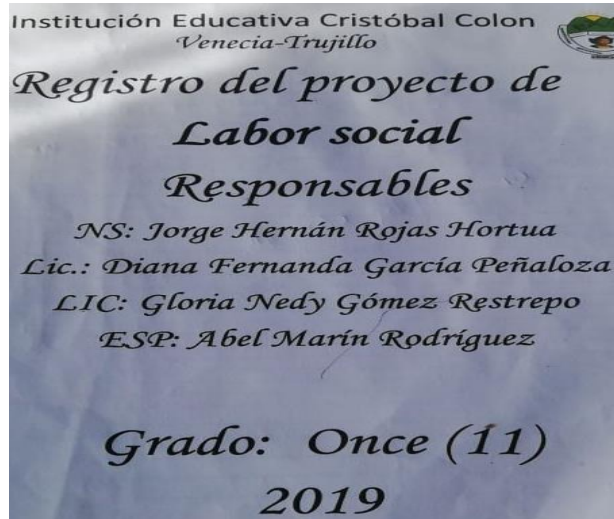 Institución Educativa Cristóbal Colon
Venecia-Trujillo
Registro del proyecto de
Labor social
Responsables
NS: Jorge Hernán Rojas Hortua
Lic.: Diana Fernanda García Peñaloza
LIC: Gloria Nedy Gómez Restrepo
ESP: Abel Marín Rodríguez
Grado: Once (11)
2019